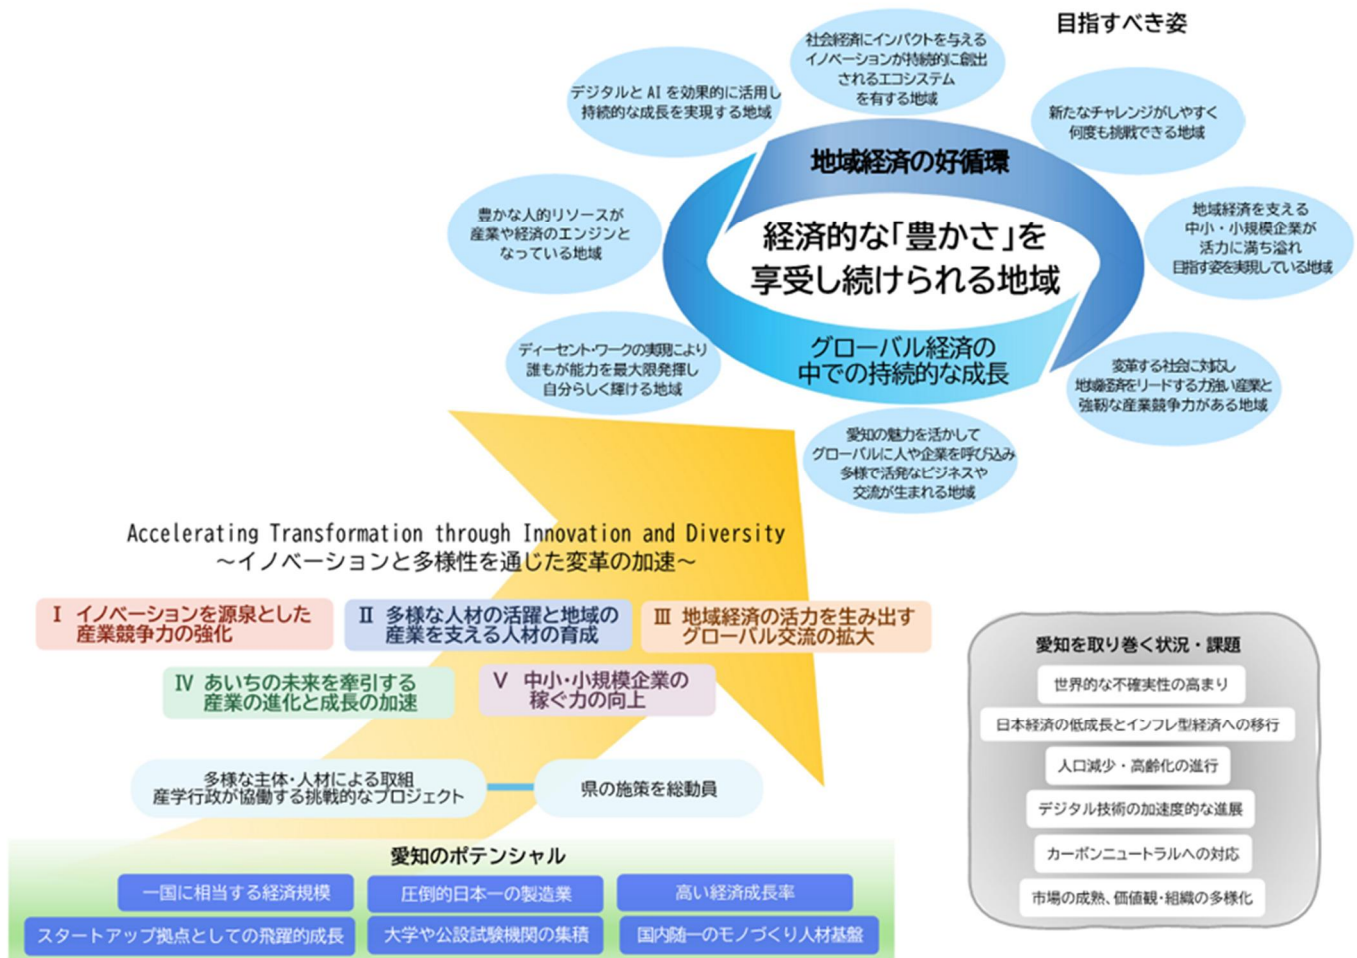 目指すべき姿
社会経済にインパクトを与える
イノベーションが持続的に創出
されるエコシステム
を有する地域
デジタルと AI を効果的に活用し
持続的な成長を実現する地域
新たなチャレンジがしやすく
何度も挑戦できる地域
豊かな人的リソースが
産業や経済のエンジンと
なっている地域
地域経済を支える
中小・小規模企業が
活力に満ち溢れ
目指す姿を実現している地域
ディーセント・ワークの実現により
誰もが能力を最大限発揮し
自分らしく輝ける地域
変革する社会に対応し
地域経済をリードする力強い産業と
強靭な産業競争力がある地域
愛知の魅力を活かして
グローバルに人や企業を呼び込み
多様で活発なビジネスや
交流が生まれる地域
地域経済の好循環
経済的な「豊かさ」を
享受し続けられる地域
グローバル経済の
中での持続的な成長
Accelerating Transformation through Innovation and Diversity
～イノベーションと多様性を通じた変革の加速～
Ⅰ イノベーションを源泉とした
産業競争力の強化
Ⅱ 多様な人材の活躍と地域の
産業を支える人材の育成
Ⅲ 地域経済の活力を生み出す
グローバル交流の拡大
Ⅳ あいちの未来を牽引する
産業の進化と成長の加速
Ⅴ 中小・小規模企業の
稼ぐ力の向上
多様な主体・人材による取組
産学行政が協働する挑戦的なプロジェクト
県の施策を総動員
愛知のポテンシャル
一国に相当する経済規模
圧倒的日本一の製造業
高い経済成長率
スタートアップ拠点としての飛躍的成長
大学や公設試験機関の集積
国内随一のモノづくり人材基盤
愛知を取り巻く状況・課題
世界的な不確実性の高まり
日本経済の低成長とインフレ型経済への移行
人口減少・高齢化の進行
デジタル技術の加速度的な進展
カーボンニュートラルへの対応
市場の成熟、価値観・組織の多様化